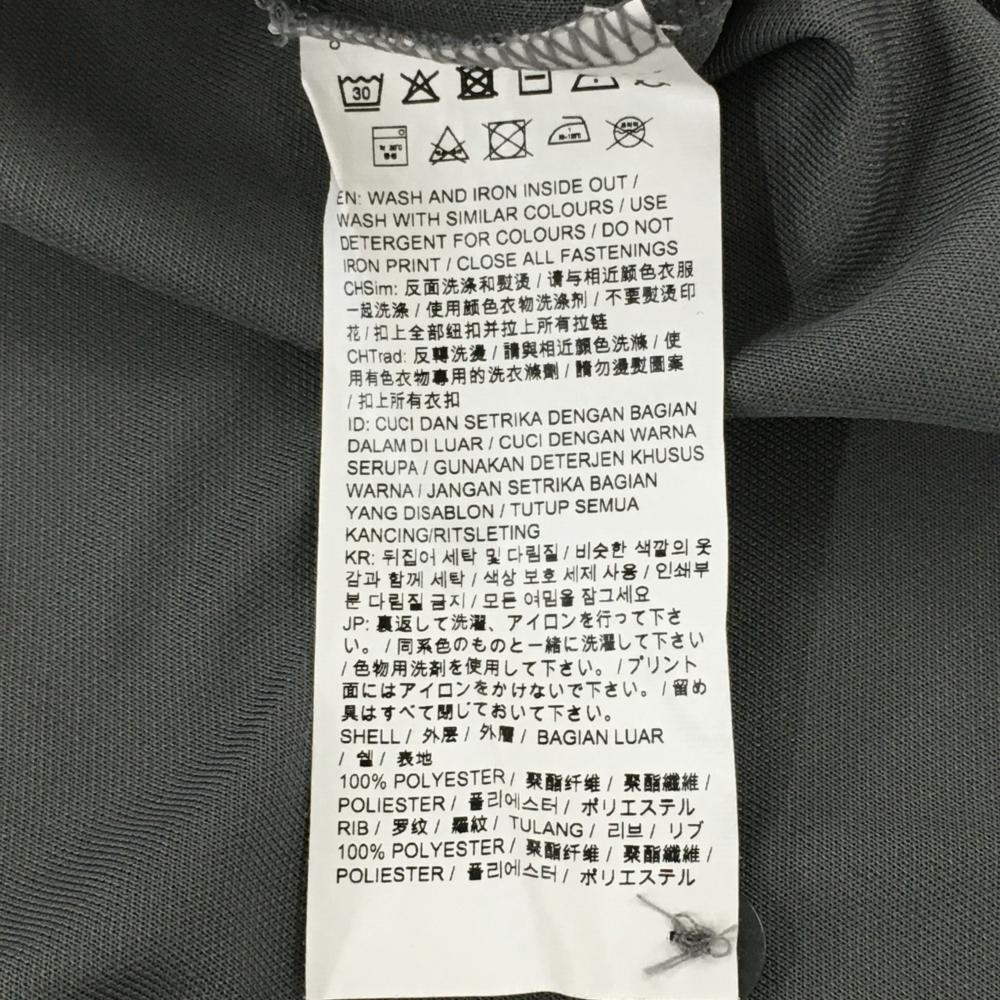 30
EN: WASH AND IRON INSIDE OUT /
WASH WITH SIMILAR COLOURS / USE
DETERGENT FOR COLOURS / DO NOT
IRON PRINT / CLOSE ALL FASTENINGS
CHSim: 反面洗涤和熨烫 / 请与相近颜色衣服
一起洗涤 / 使用颜色衣物洗涤剂 / 不要熨烫印
花 / 扣上全部纽扣并拉上所有拉链
CHTrad: 反轉洗燙 / 請與相近顏色洗滌 / 使
用有色衣物專用的洗衣滌劑 / 請勿燙熨圖案
/ 扣上所有衣扣
ID: CUCI DAN SETRIKA DENGAN BAGIAN
DALAM DI LUAR / CUCI DENGAN WARNA
SERUPA / GUNAKAN DETERJEN KHUSUS
WARNA / JANGAN SETRIKA BAGIAN
YANG DISABLON / TUTUP SEMUA
KANCING/RITSLETING
KR: 뒤집어 세탁 및 다림질 / 비슷한 색깔의 옷
감과 함께 세탁 / 색상 보호 세제 사용 / 인쇄부
분 다림질 금지 / 모든 여밈을 잠그세요
JP: 裏返して洗濯、アイロンを行って下さ
い。 / 同系色のものと一緒に洗濯して下さい
/ 色物用洗剤を使用して下さい。 / プリント
面にはアイロンをかけないで下さい。 / 留め
具はすべて閉じておいて下さい。
SHELL / 外层 / 外層 / BAGIAN LUAR
/ 쉘 / 表地
100% POLYESTER / 聚酯纤维 / 聚酯纖維 /
POLIESTER / 폴리에스터 / ポリエステル
RIB / 罗纹 / 羅紋 / TULANG / 리브 / リブ
100% POLYESTER / 聚酯纤维 / 聚酯纖維 /
POLIESTER / 폴리에스터 / ポリエステル